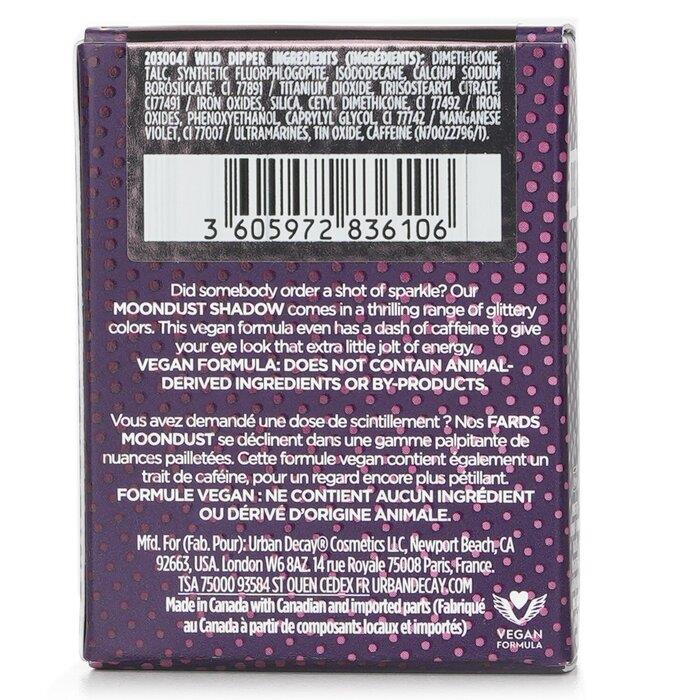 2030041 WILD DIPPER INGREDIENTS (INGRÉDIENTS): DIMETHICONE,
TALC, SYNTHETIC FLUORPHLOGOPITE, ISODODECANE, CALCIUM SODIUM
BOROSILICATE, CI 77891 / TITANIUM DIOXIDE, TRIISOSTEARYL CITRATE,
CI77491 / IRON OXIDES, SILICA, CETYL DIMETHICONE, CI 77492 / IRON
OXIDES, PHENOXYETHANOL, CAPRYLYL GLYCOL, CI 77742 / MANGANESE
VIOLET, CI 77007 / ULTRAMARINES, TIN OXIDE, CAFFEINE (N70022796/1).
3 605972 836106
Did somebody order a shot of sparkle? Our
MOONDUST SHADOW comes in a thrilling range of glittery
colors. This vegan formula even has a dash of caffeine to give
your eye look that extra little jolt of energy.
VEGAN FORMULA: DOES NOT CONTAIN ANIMAL-
DERIVED INGREDIENTS OR BY-PRODUCTS.
Vous avez demandé une dose de scintillement ? Nos FARDS
MOONDUST se déclinent dans une gamme palpitante de
nuances pailletées. Cette formule vegan contient également un
trait de caféine, pour un regard encore plus pétillant.
FORMULE VEGAN : NE CONTIENT AUCUN INGRÉDIENT
OU DÉRIVÉ D'ORIGINE ANIMALE.
Mfd. For (Fab. Pour): Urban Decay® Cosmetics LLC, Newport Beach, CA
92663, USA. London W6 8AZ. 14 rue Royale 75008 Paris, France.
TSA 75000 93584 ST OUEN CEDEX FR URBANDECAY.COM
Made in Canada with Canadian and imported parts (Fabriqué
au Canada à partir de composants locaux et importés)
VEGAN
FORMULA